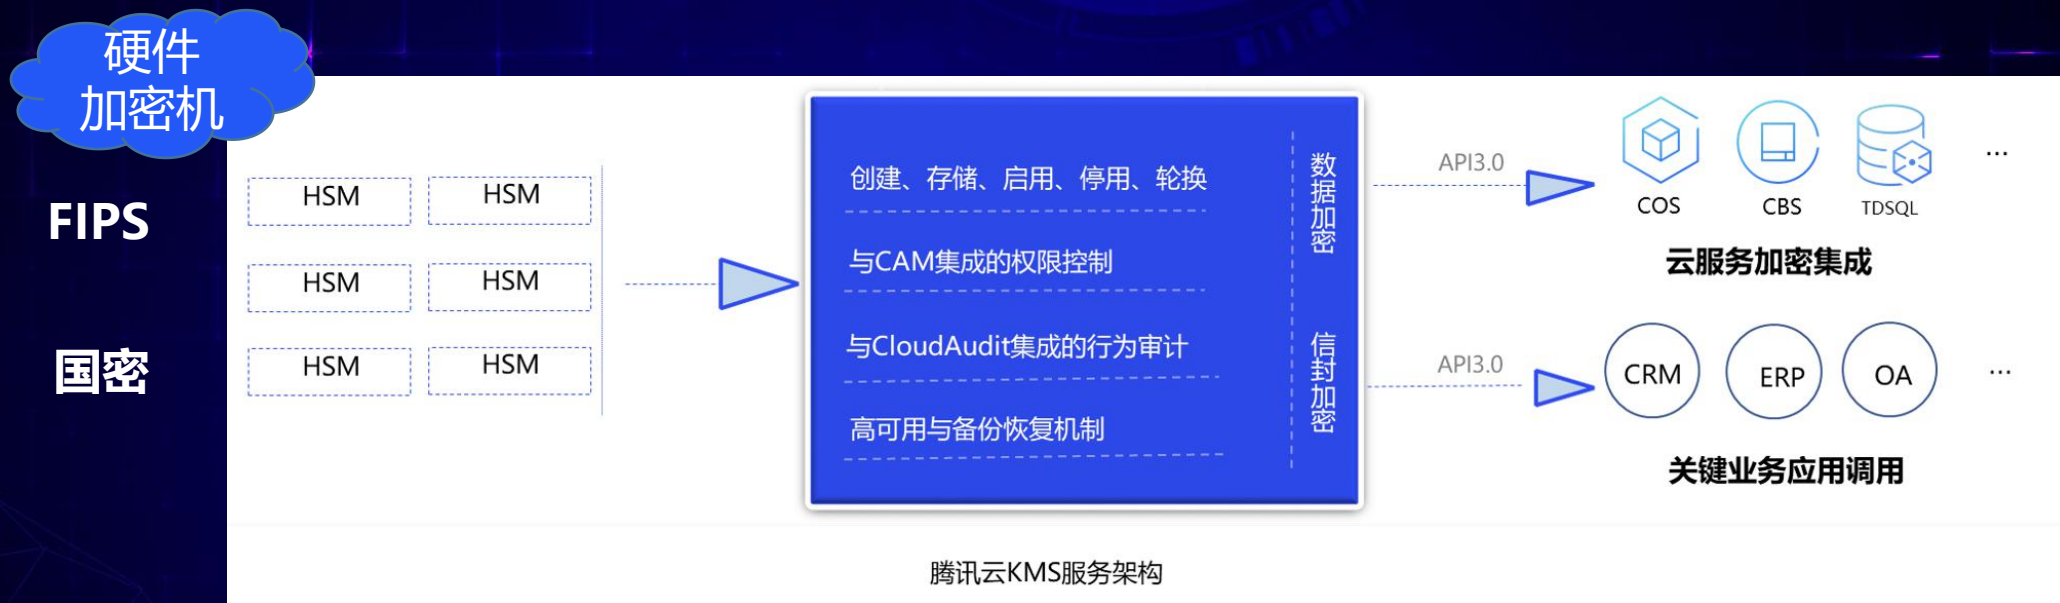 硬件
加密机
FIPS
国密
HSM
HSM
HSM
HSM
HSM
HSM
创建、存储、启用、停用、轮换
与CAM集成的权限控制
与CloudAudit集成的行为审计
高可用与备份恢复机制
数据加密
信封加密
API3.0
COS
CBS
TDSQL
...
云服务加密集成
API3.0
CRM
ERP
OA
...
关键业务应用调用
腾讯云KMS服务架构